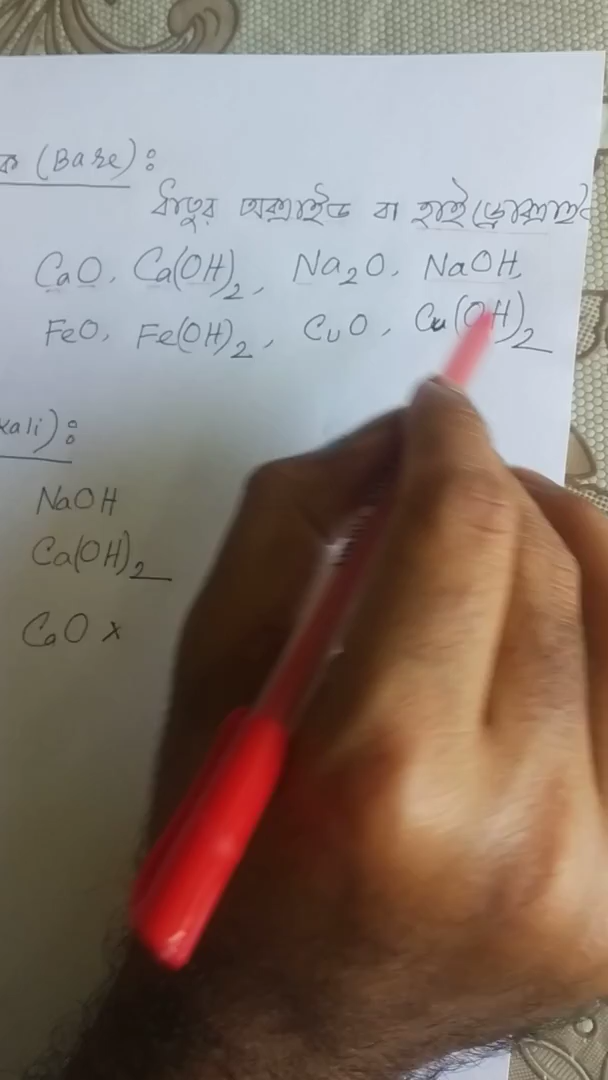 ক (Base):
ধাতুর অক্সাইড বা হাইড্রোক্সাইড
CaO, Ca(OH)2, Na2O, NaOH,
FeO, Fe(OH)2, CuO, Cu(OH)2
kali):
NaOH
Ca(OH)2
CaO x